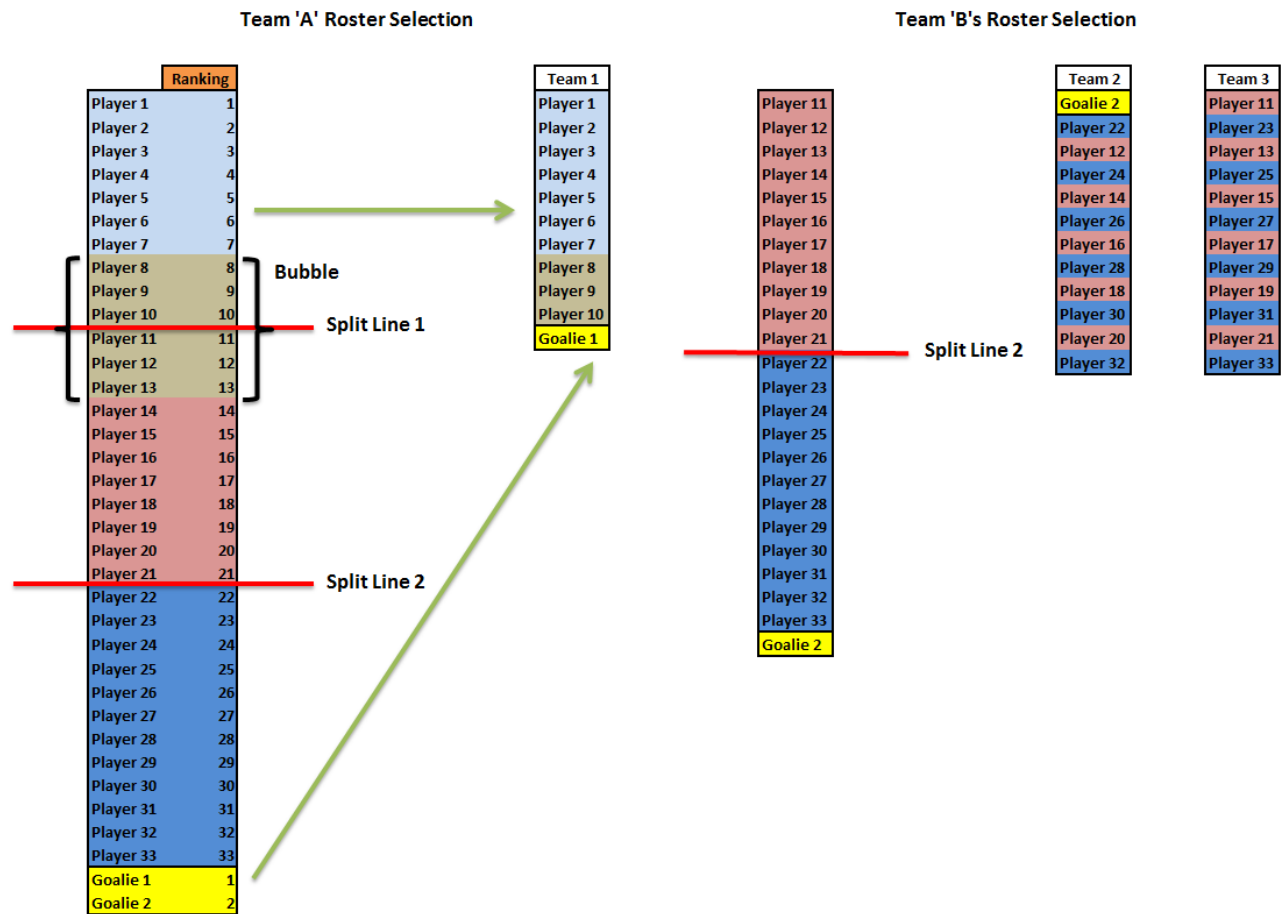 Team 'A' Roster Selection
Ranking
Player 1 1
Player 2 2
Player 3 3
Player 4 4
Player 5 5
Player 6 6
Player 7 7
Player 8 8
Player 9 9
Player 10 10
Player 11 11
Player 12 12
Player 13 13
Player 14 14
Player 15 15
Player 16 16
Player 17 17
Player 18 18
Player 19 19
Player 20 20
Player 21 21
Player 22 22
Player 23 23
Player 24 24
Player 25 25
Player 26 26
Player 27 27
Player 28 28
Player 29 29
Player 30 30
Player 31 31
Player 32 32
Player 33 33
Goalie 1 1
Goalie 2 2
Bubble
Split Line 1
Split Line 2
Team 1
Player 1
Player 2
Player 3
Player 4
Player 5
Player 6
Player 7
Player 8
Player 9
Player 10
Goalie 1
Team 'B's Roster Selection
Player 11
Player 12
Player 13
Player 14
Player 15
Player 16
Player 17
Player 18
Player 19
Player 20
Player 21
Player 22
Player 23
Player 24
Player 25
Player 26
Player 27
Player 28
Player 29
Player 30
Player 31
Player 32
Player 33
Goalie 2
Split Line 2
Team 2
Goalie 2
Player 22
Player 12
Player 24
Player 14
Player 26
Player 16
Player 28
Player 18
Player 30
Player 20
Player 32
Team 3
Player 11
Player 23
Player 13
Player 25
Player 15
Player 27
Player 17
Player 29
Player 19
Player 31
Player 21
Player 33